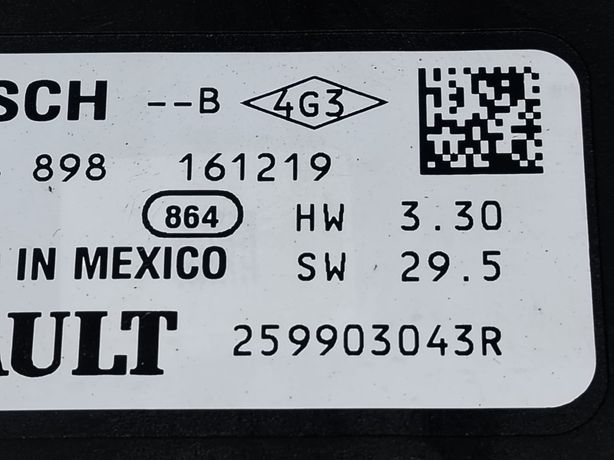 SCH --B 4G3
898 161219
864 HW 3.30
IN MEXICO SW 29.5
AULT 259903043R